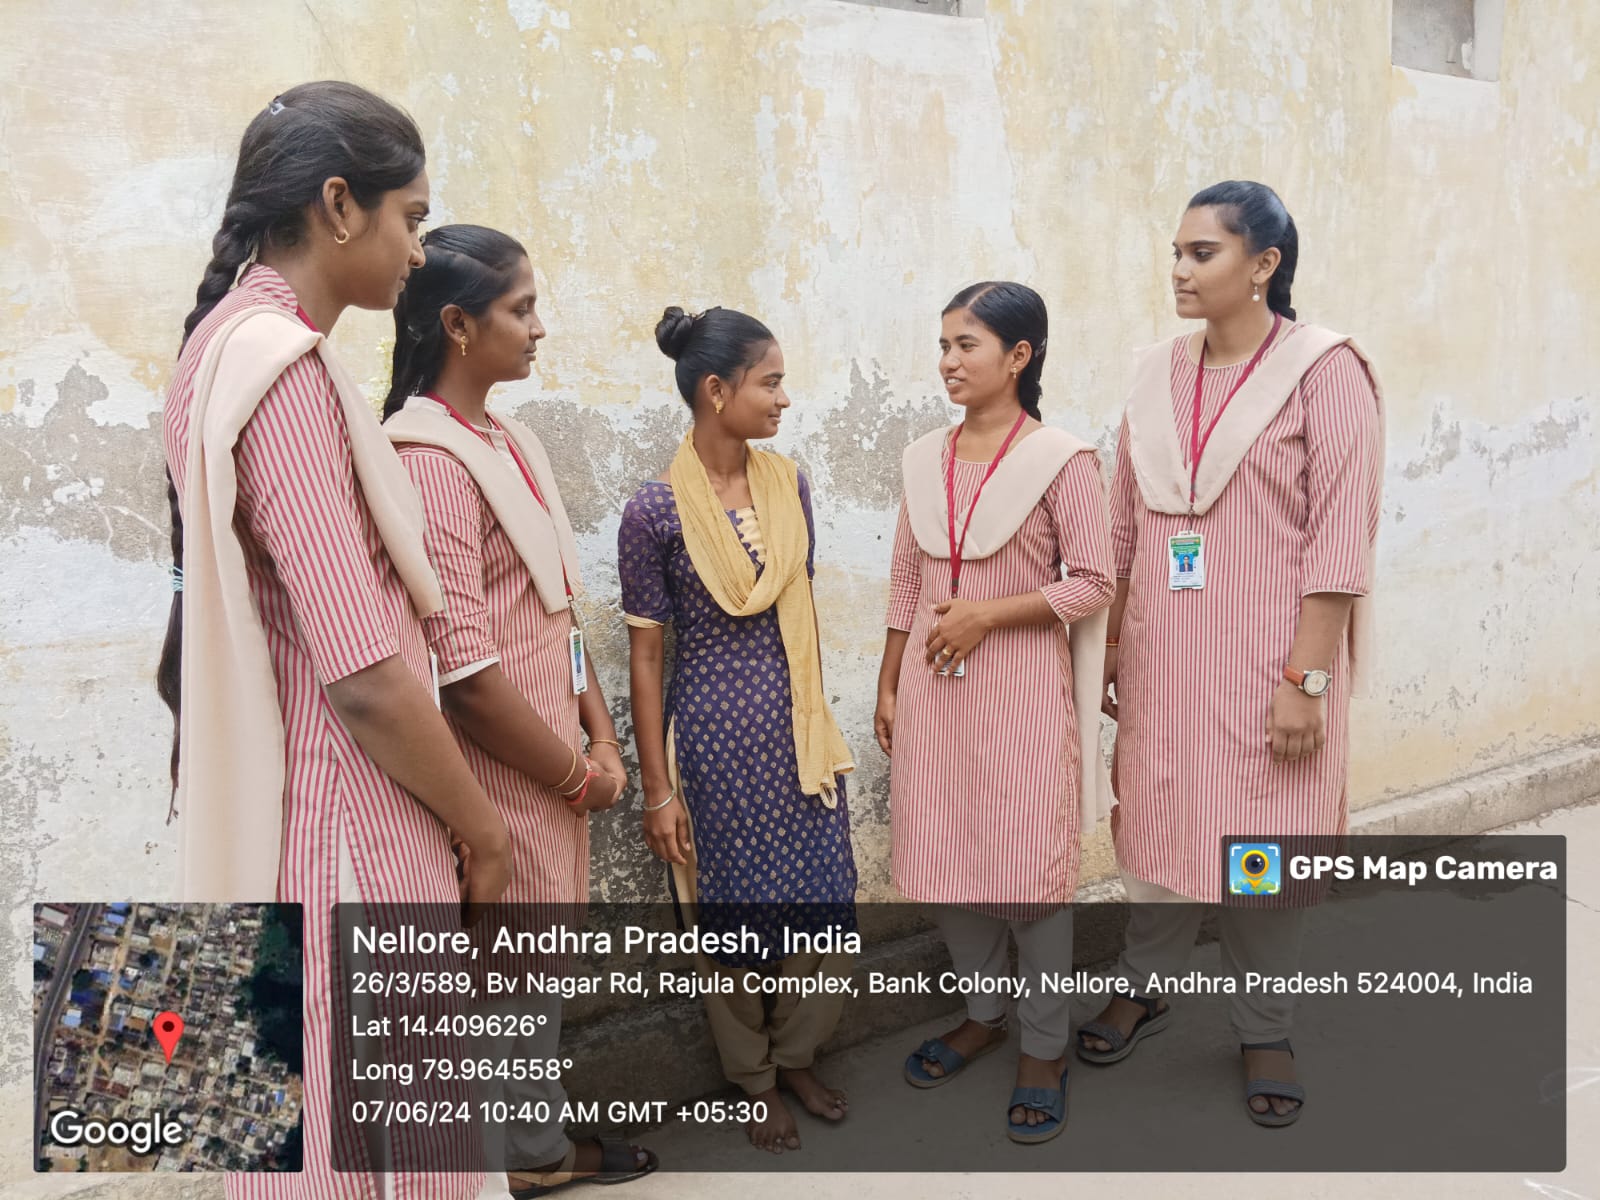 GPS Map Camera
Nellore, Andhra Pradesh, India
26/3/589, Bv Nagar Rd, Rajula Complex, Bank Colony, Nellore, Andhra Pradesh 524004, India
Lat 14.409626°
Long 79.964558°
07/06/24 10:40 AM GMT +05:30
Google